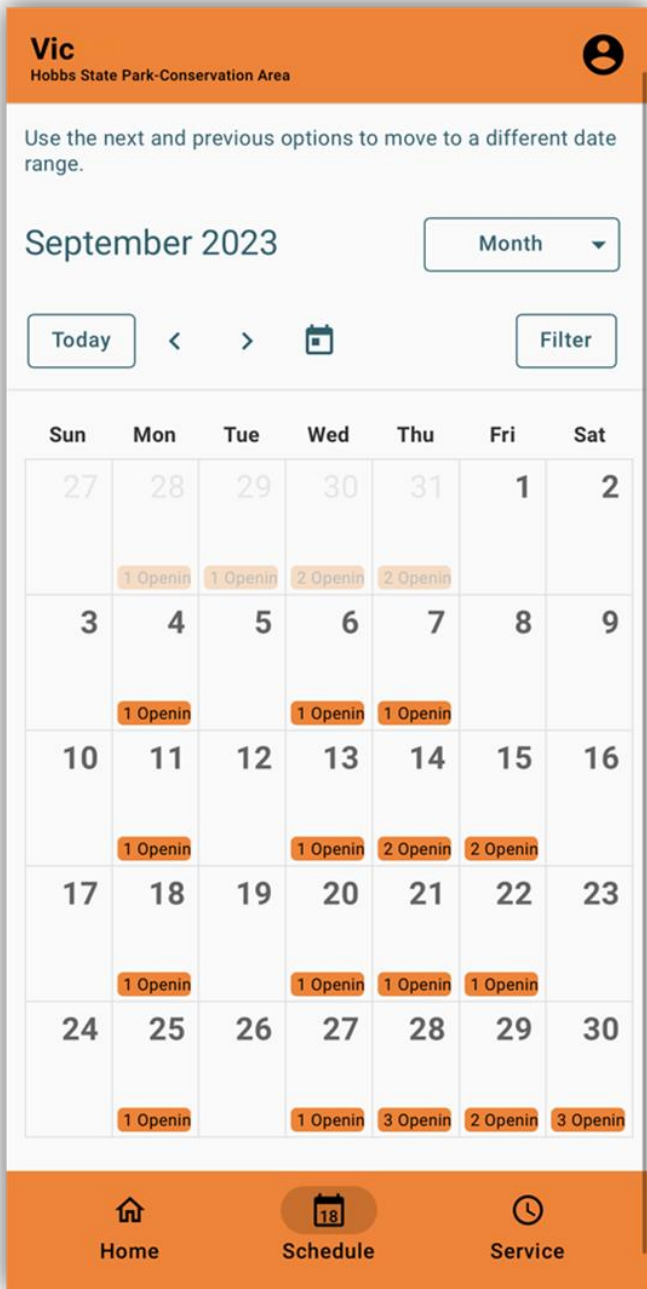 Vic
Hobbs State Park-Conservation Area
Use the next and previous options to move to a different date
range.
September 2023 Month
Today Filter
Sun Mon Tue Wed Thu Fri Sat
27 28 29 30 31 1 2
1 Openin 1 Openin 2 Openin 2 Openin
3 4 5 6 7 8 9
1 Openin 1 Openin 1 Openin
10 11 12 13 14 15 16
1 Openin 1 Openin 2 Openin 2 Openin
17 18 19 20 21 22 23
1 Openin 1 Openin 1 Openin 1 Openin
24 25 26 27 28 29 30
1 Openin 1 Openin 3 Openin 2 Openin 3 Openin
18
Home Schedule Service